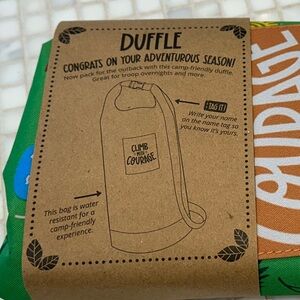 DUFFLE
CONGRATS ON YOUR ADVENTUROUS SEASON!
Now pack for the outback with this camp-friendly duffle.
Great for troop overnights and more.
TAG IT!
Write your name
on the name tag so
you know it's yours.
CLIMB
WITH
COURAGE
This bag is water
resistant for a
camp-friendly
experience.
COURAGE